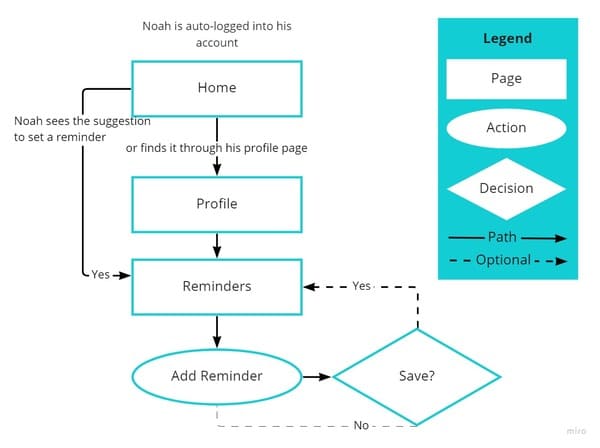 Noah is auto-logged into his
account
Home
Noah sees the suggestion
to set a reminder
or finds it through his profile page
Profile
Yes
Reminders
Yes
Add Reminder
Save?
No
Legend
Page
Action
Decision
Path
Optional
miro